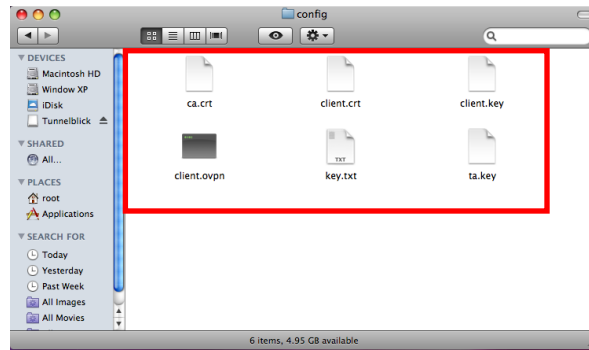 config
DEVICES
Macintosh HD
Window XP
iDisk
Tunnelblick
SHARED
All...
PLACES
root
Applications
SEARCH FOR
Today
Yesterday
Past Week
All Images
All Movies
ca.crt client.crt client.key
TXT
client.ovpn key.txt ta.key
6 items, 4.95 GB available